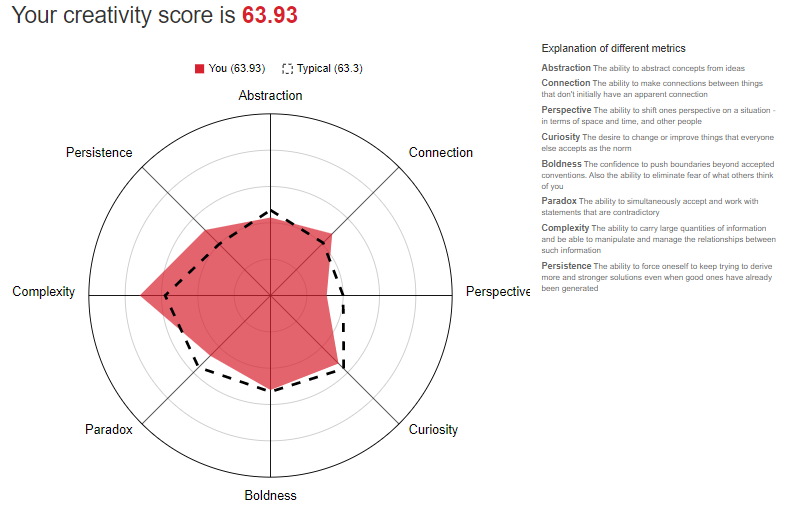 Your creativity score is 63.93
You (63.93) Typical (63.3)
Abstraction
Persistence
Connection
Complexity
Perspective
Paradox
Curiosity
Boldness
Explanation of different metrics
Abstraction The ability to abstract concepts from ideas
Connection The ability to make connections between things
that don't initially have an apparent connection
Perspective The ability to shift ones perspective on a situation -
in terms of space and time, and other people
Curiosity The desire to change or improve things that everyone
else accepts as the norm
Boldness The confidence to push boundaries beyond accepted
conventions. Also the ability to eliminate fear of what others think
of you
Paradox The ability to simultaneously accept and work with
statements that are contradictory
Complexity The ability to carry large quantities of information
and be able to manipulate and manage the relationships between
such information
Persistence The ability to force oneself to keep trying to derive
more and stronger solutions even when good ones have already
been generated